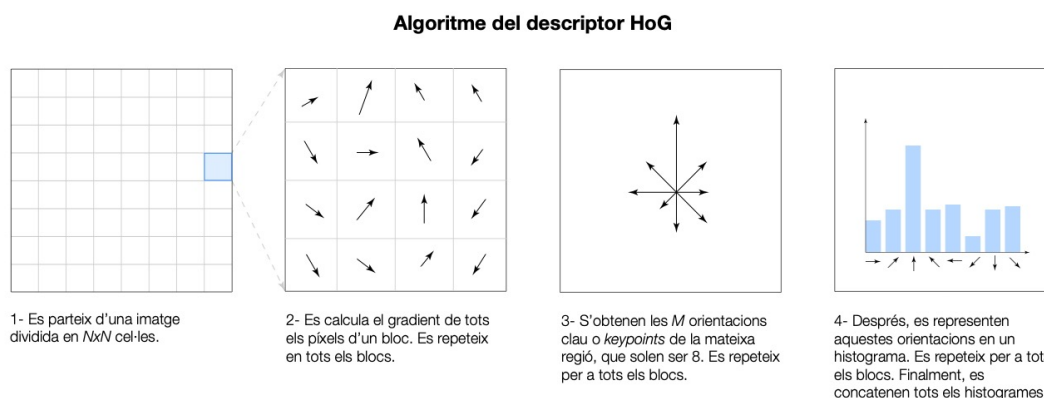 Algoritme del descriptor HoG
1- Es parteix d'una imatge
dividida en NxN cel·les.
2- Es calcula el gradient de tots
els píxels d'un bloc. Es repeteix
en tots els blocs.
3- S'obtenen les M orientacions
clau o keypoints de la mateixa
regió, que solen ser 8. Es repeteix
per a tots els blocs.
4- Després, es representen
aquestes orientacions en un
histograma. Es repeteix per a tot
els blocs. Finalment, es
concatenen tots els histogrames